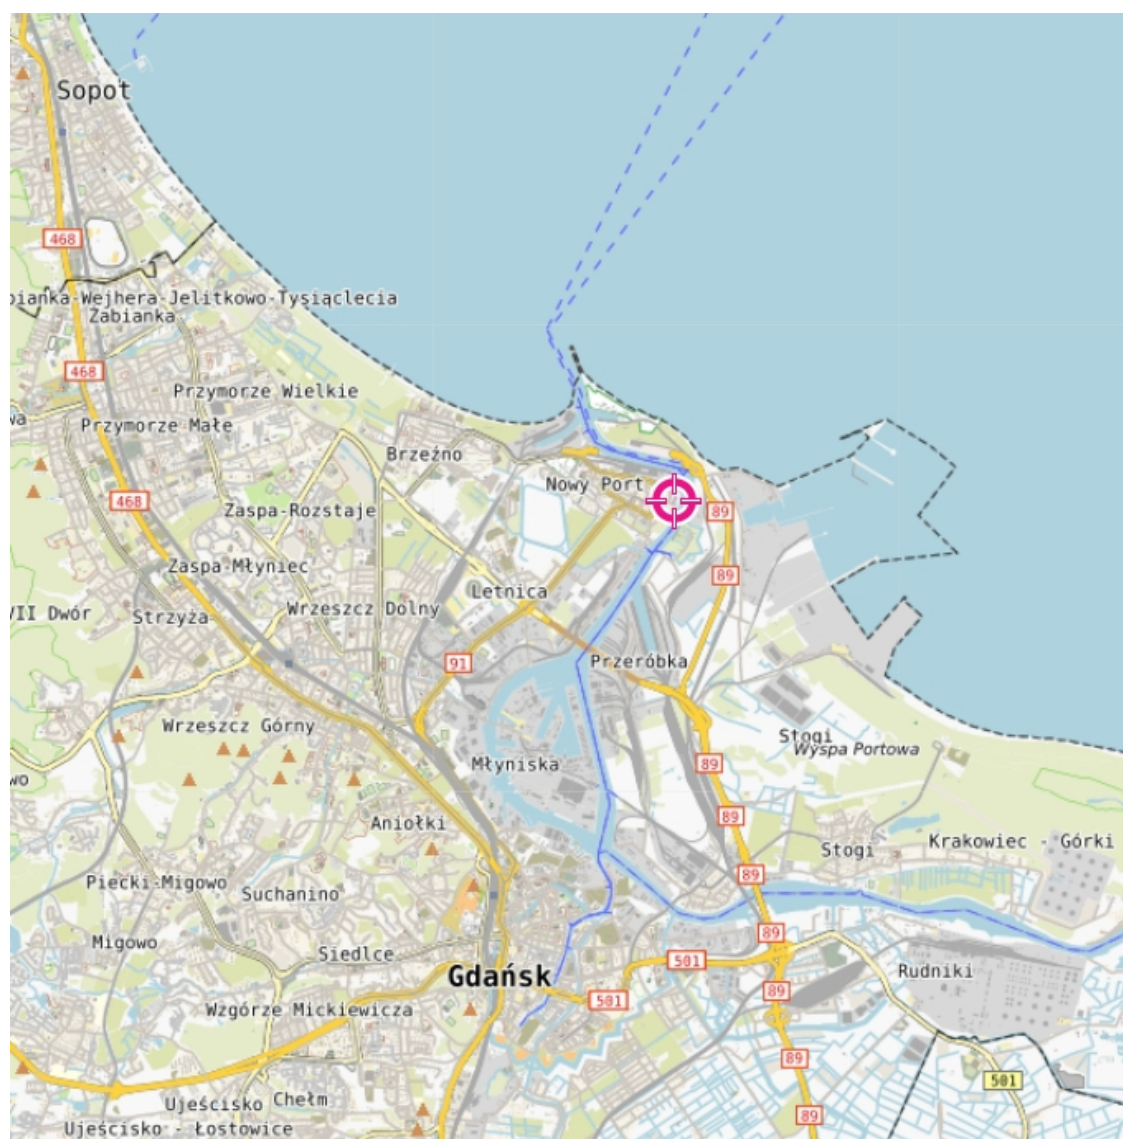 Sopot
468
bianka-Wejhera-Jelitkowo-Tysiąclecia
Żabianka
468
Przymorze Wielkie
wa
Przymorze Małe
Brzeźno
Nowy Port
468
Zaspa-Rozstaje
89
Zaspa-Młyniec
89
Letnica
VII Dwór
Strzyża
Wrzeszcz Dolny
91
Przeróbka
Wrzeszcz Górny
Stogi
Wyspa Portowa
Młyniska
89
wo
Aniołki
89
Krakowiec - Górki
Stogi
Piecki-Migowo
Suchanino
89
Migowo
Siedlce
89
501
Gdańsk
Rudniki
501
89
Wzgórze Mickiewicza
89
501
Ujeścisko
Chełm
89
Ujeścisko - Łostowice